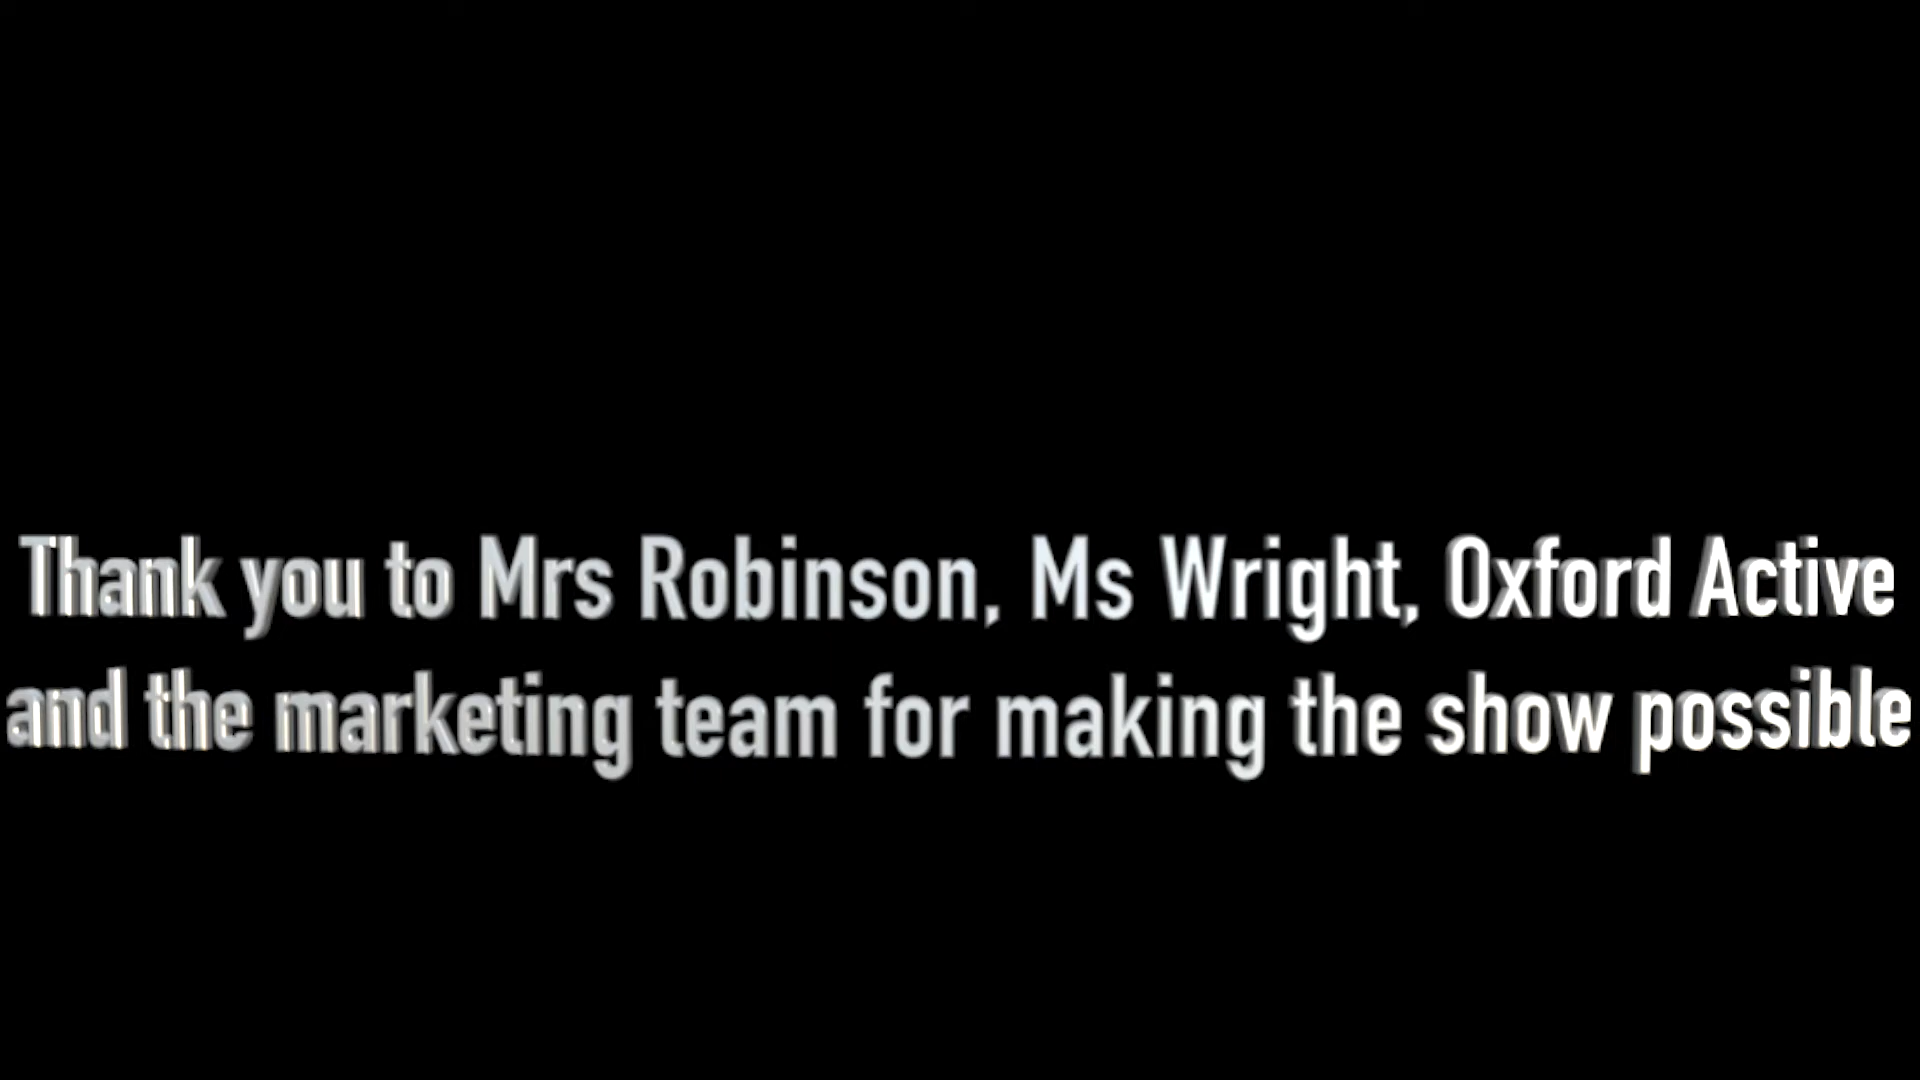 Thank you to Mrs Robinson, Ms Wright, Oxford Active
and the marketing team for making the show possible